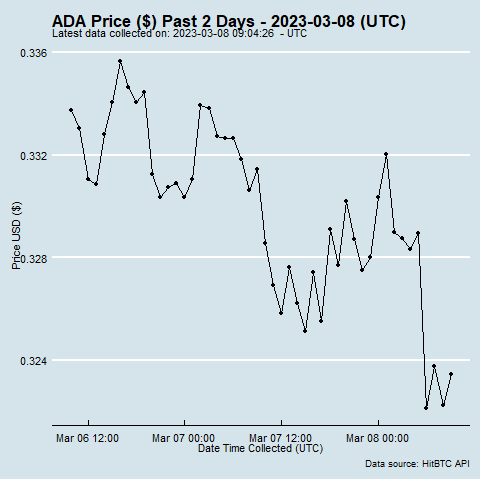 ADA Price ($) Past 2 Days - 2023-03-08 (UTC)
Latest data collected on: 2023-03-08 09:04:26 - UTC
0.336
0.332
0.328
0.324
Price USD ($)
Mar 06 12:00 Mar 07 00:00 Mar 07 12:00 Mar 08 00:00
Date Time Collected (UTC)
Data source: HitBTC API